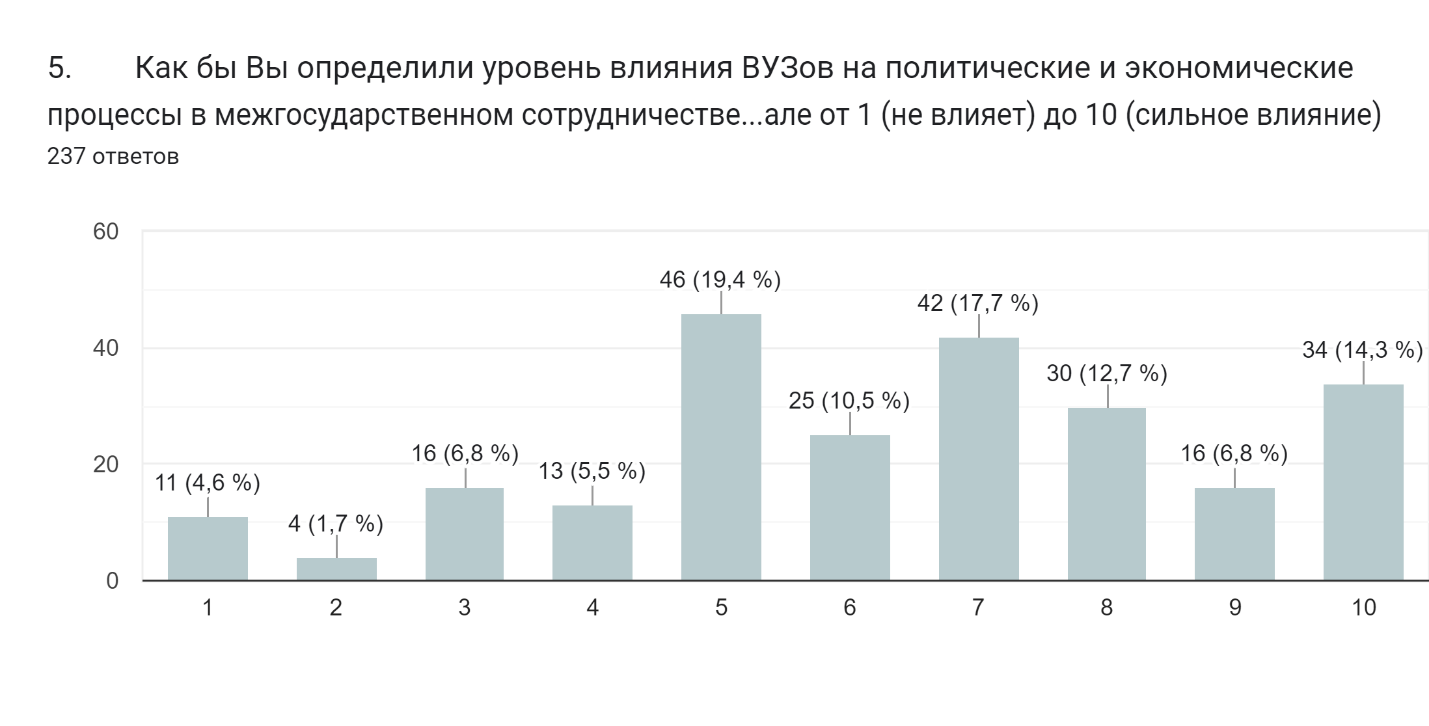 5. Как бы Вы определили уровень влияния ВУЗов на политические и экономические
процессы в межгосударственном сотрудничестве...але от 1 (не влияет) до 10 (сильное влияние)
237 ответов
60
40
20
0
11 (4,6 %)
4 (1,7 %)
16 (6,8 %)
13 (5,5 %)
46 (19,4 %)
25 (10,5 %)
42 (17,7 %)
30 (12,7 %)
16 (6,8 %)
34 (14,3 %)
1 2 3 4 5 6 7 8 9 10